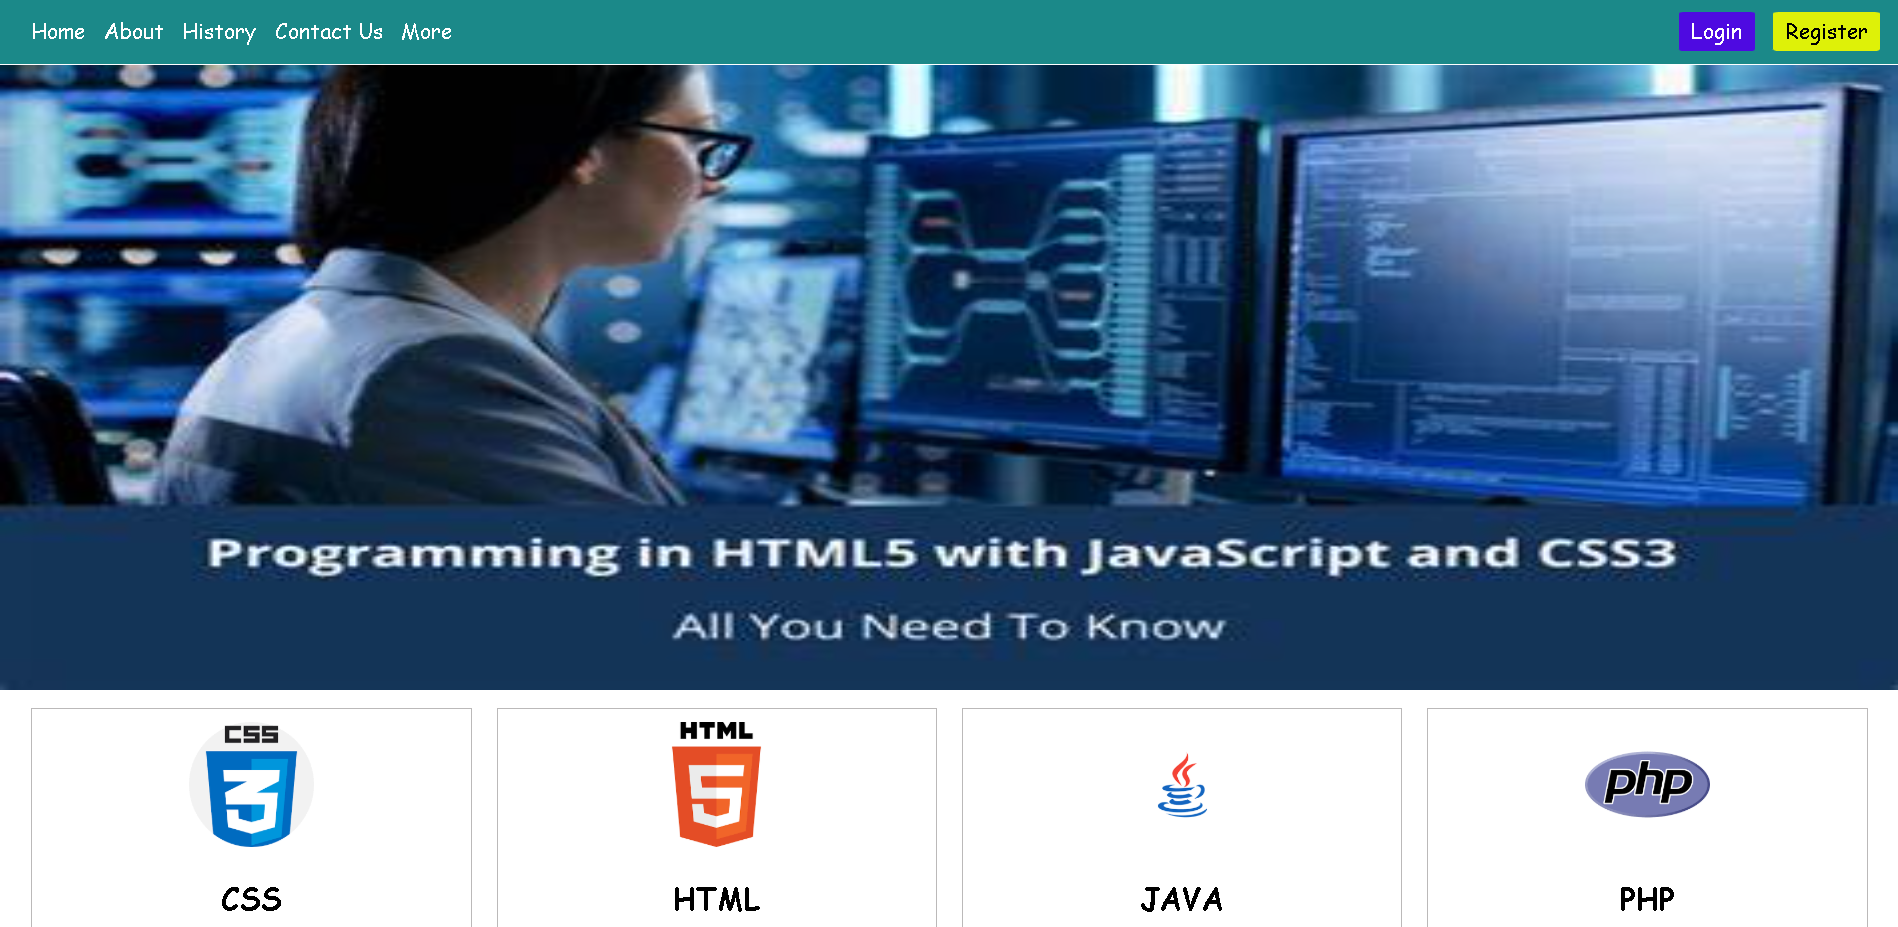 Home About History Contact Us More Login Register
Programming in HTML5 with JavaScript and CSS3
All You Need To Know
CSS
3
HTML
5
php
CSS
HTML
JAVA
PHP